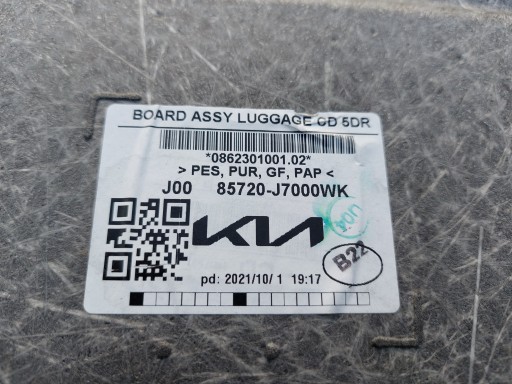 BOARD ASSY LUGGAGE CD 5DR
*0862301001.02*
> PES, PUR, GF, PAP <
J00 85720-J7000WK
KIA
U04
B22
pd: 2021/10/ 1 19:17